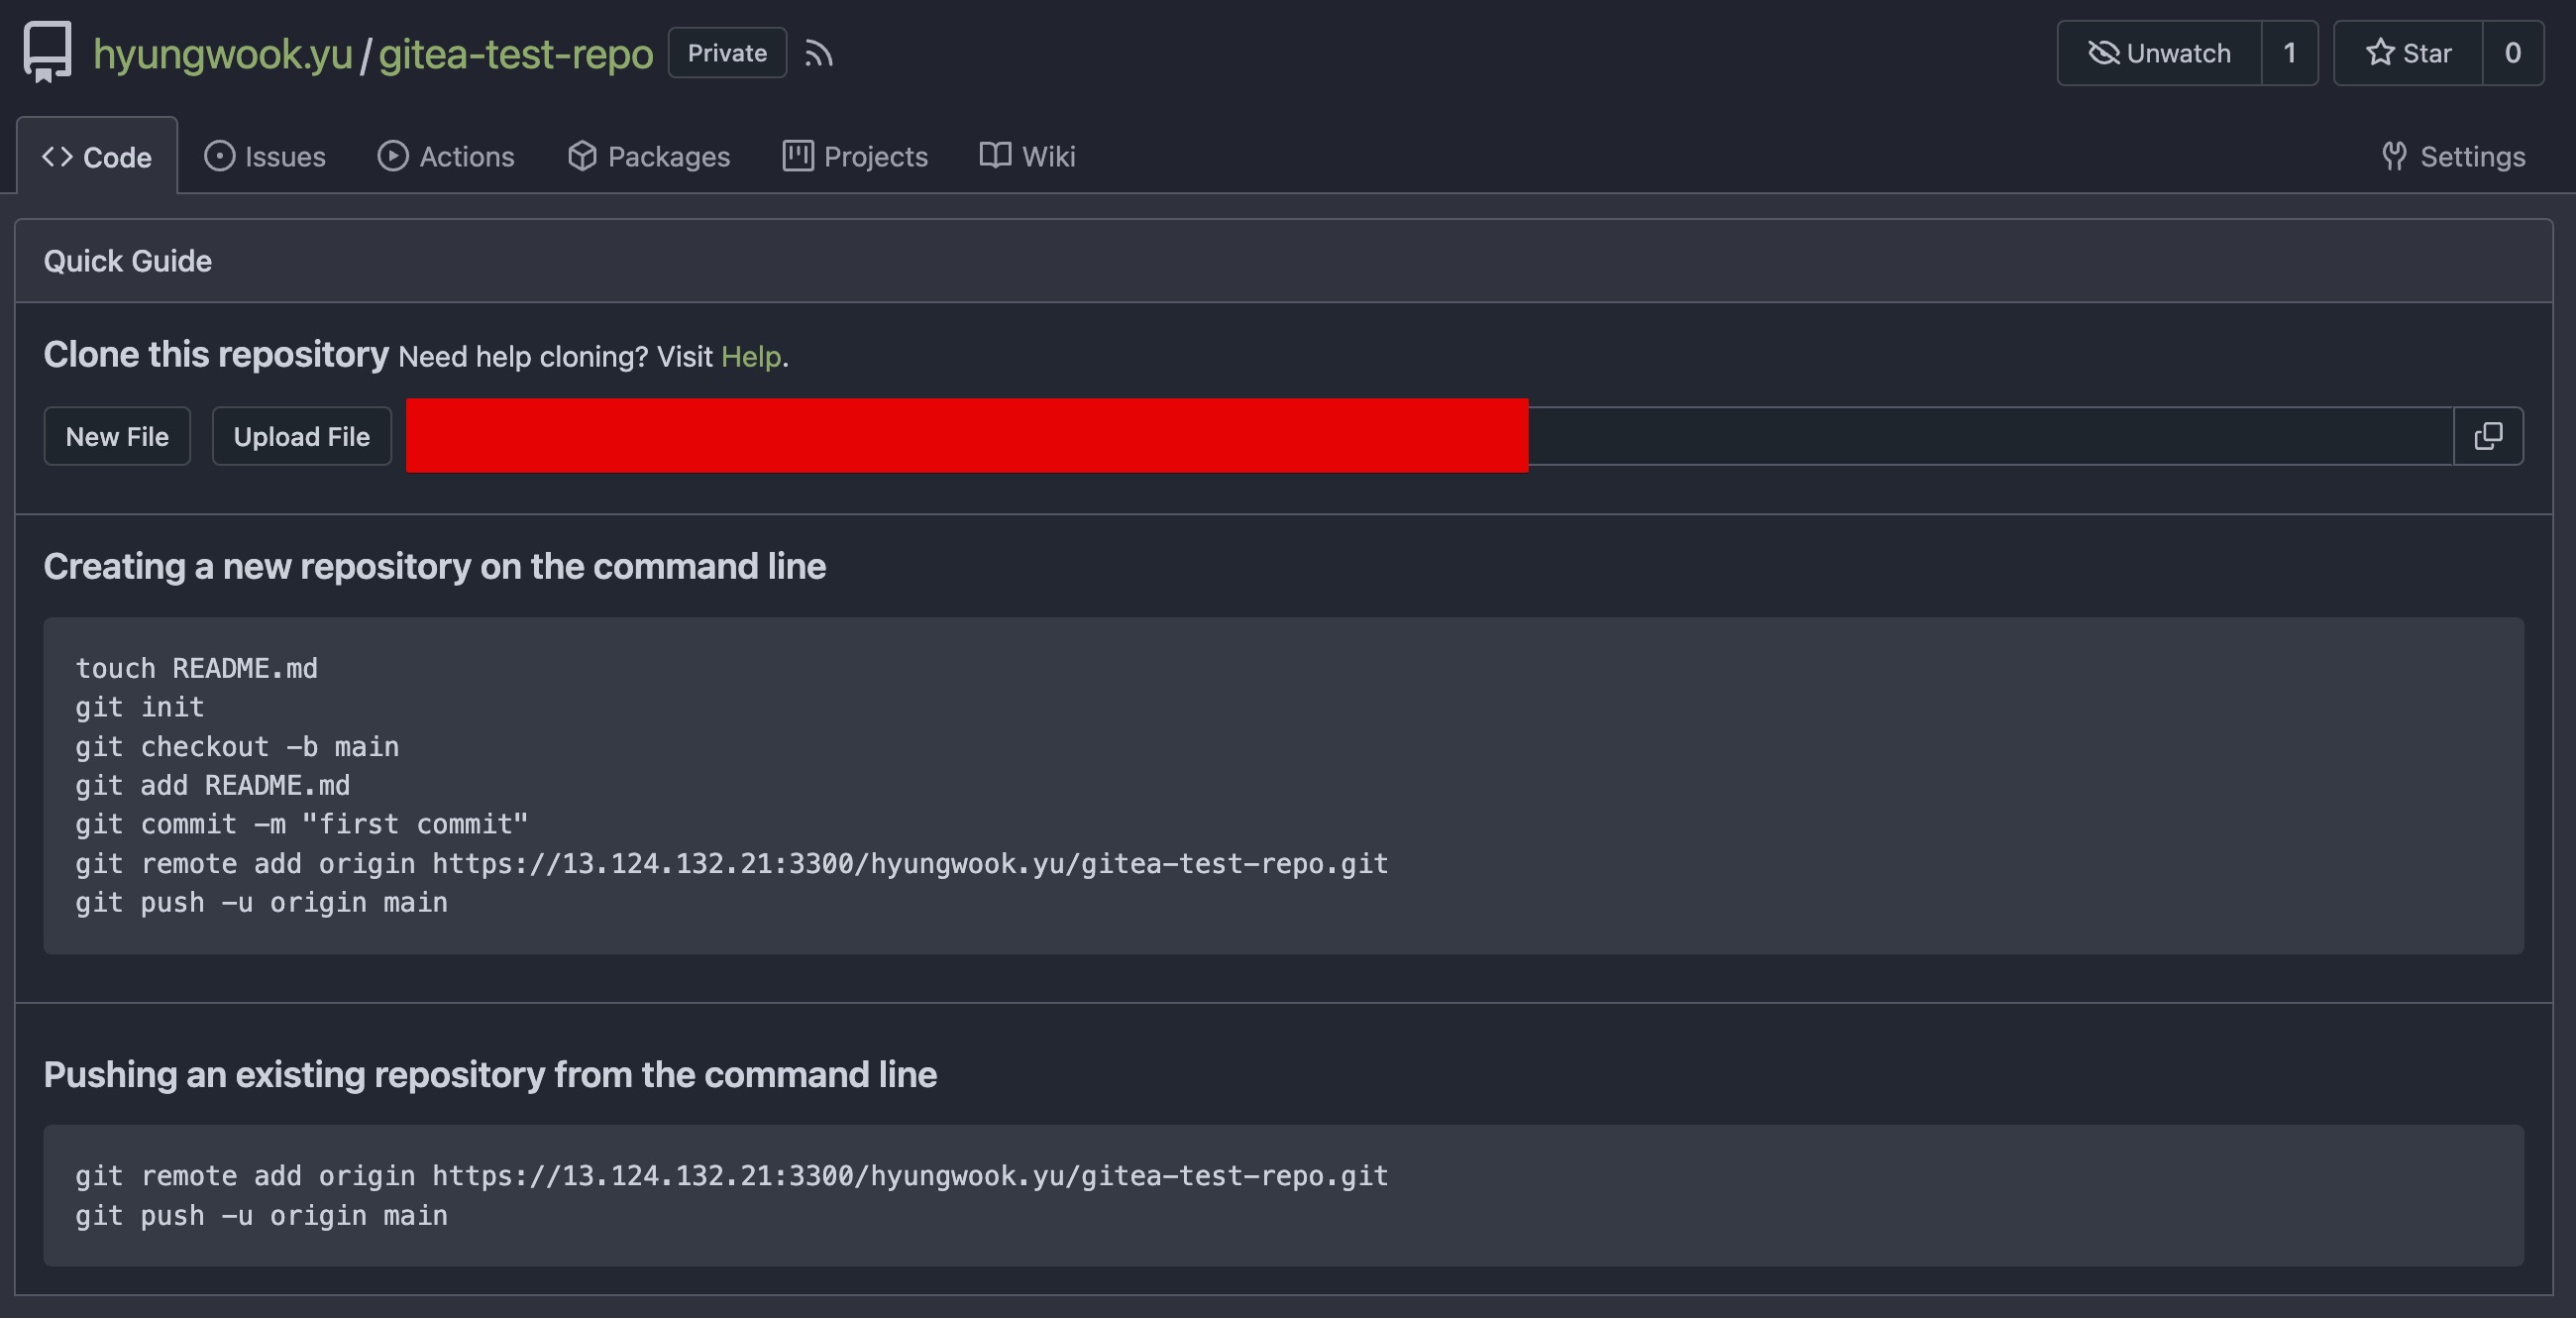 hyungwook.yu/gitea-test-repo Private Unwatch 1 Star 0
Code Issues Actions Packages Projects Wiki Settings
Quick Guide
Clone this repository Need help cloning? Visit Help.
New File Upload File
Creating a new repository on the command line
touch README.md
git init
git checkout -b main
git add README.md
git commit -m "first commit"
git remote add origin https://13.124.132.21:3300/hyungwook.yu/gitea-test-repo.git
git push -u origin main
Pushing an existing repository from the command line
git remote add origin https://13.124.132.21:3300/hyungwook.yu/gitea-test-repo.git
git push -u origin main